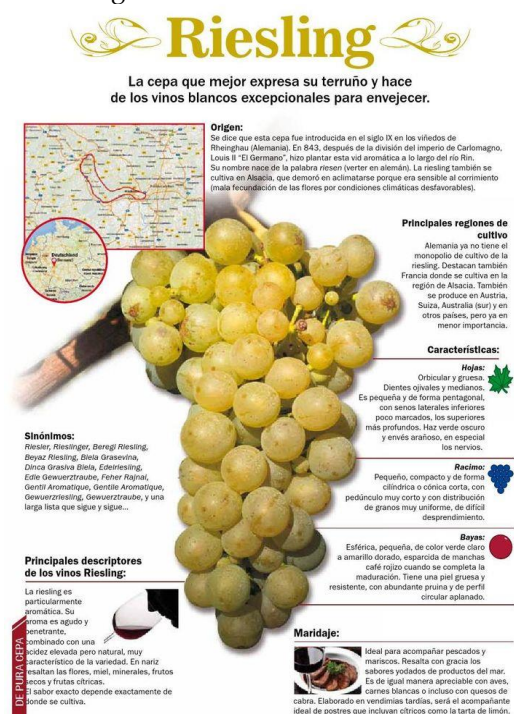 Riesling
La cepa que mejor expresa su terruño y hace
de los vinos blancos excepcionales para envejecer.
Origen:
Se dice que esta cepa fue introducida en el siglo IX en los viñedos de
Rheinghau (Alemania). En 843, después de la división del imperio de Carlomagno,
Louis II "El Germano", hizo plantar esta vid aromática a lo largo del río Rin.
Su nombre nace de la palabra riesen (verter en alemán). La riesling también se
cultiva en Alsacia, que demoró en aclimatarse porque era sensible al corrimiento
(mala fecundación de las flores por condiciones climáticas desfavorables).
Deutschland
Principales regiones de
cultivo
Alemania ya no tiene el
monopolio de cultivo de la
riesling. Destacan también
Francia donde se cultiva en la
región de Alsacia. También
se produce en Austria,
Suiza, Australia (sur) y en
otros países, pero ya en
menor importancia.
Características:
Hojas:
Orbicular y gruesa.
Dientes ojivales y medianos.
Es pequeña y de forma pentagonal,
con senos laterales inferiores
poco marcados, los superiores
más profundos. Haz verde oscuro
y envés arañoso, en especial
los nervios.
Racimo:
Pequeño, compacto y de forma
cilíndrica o cónica corta, con
pedúnculo muy corto y con distribución
de granos muy uniforme, de difícil
desprendimiento.
Bayas:
Esférica, pequeña, de color verde claro
a amarillo dorado, esparcida de manchas
café rojizo cuando se completa la
maduración. Tiene una piel gruesa y
resistente, con abundante pruina y de perfil
circular aplanado.
Sinónimos:
Riesler, Rieslinger, Beregi Riesling,
Beyaz Riesling, Biela Grasevina,
Dinca Grasiva Biela, Edelriesling,
Edle Gewuerztraube, Feher Rajnai,
Gentil Aromatique, Gentile Aromatique,
Gewuerzriesling, Gewuerztraube, y una
larga lista que sigue y sigue...
Principales descriptores
de los vinos Riesling:
La riesling es
particularmente
aromática. Su
aroma es agudo y
penetrante,
combinado con una
acidez elevada pero natural, muy
característico de la variedad. En nariz
resaltan las flores, miel, minerales, frutos
secos y frutas cítricas.
El sabor exacto depende exactamente de
donde se cultiva.
DE PURA CEPA
Maridaje:
Ideal para acompañar pescados y
mariscos. Resalta con gracia los
sabores yodados de productos del mar.
Es de igual manera apreciable con aves,
carnes blancas o incluso con quesos de
cabra. Elaborado en vendimias tardías, será el acompañante
ideal de postres que incluyan cítricos como la tarta de limón.